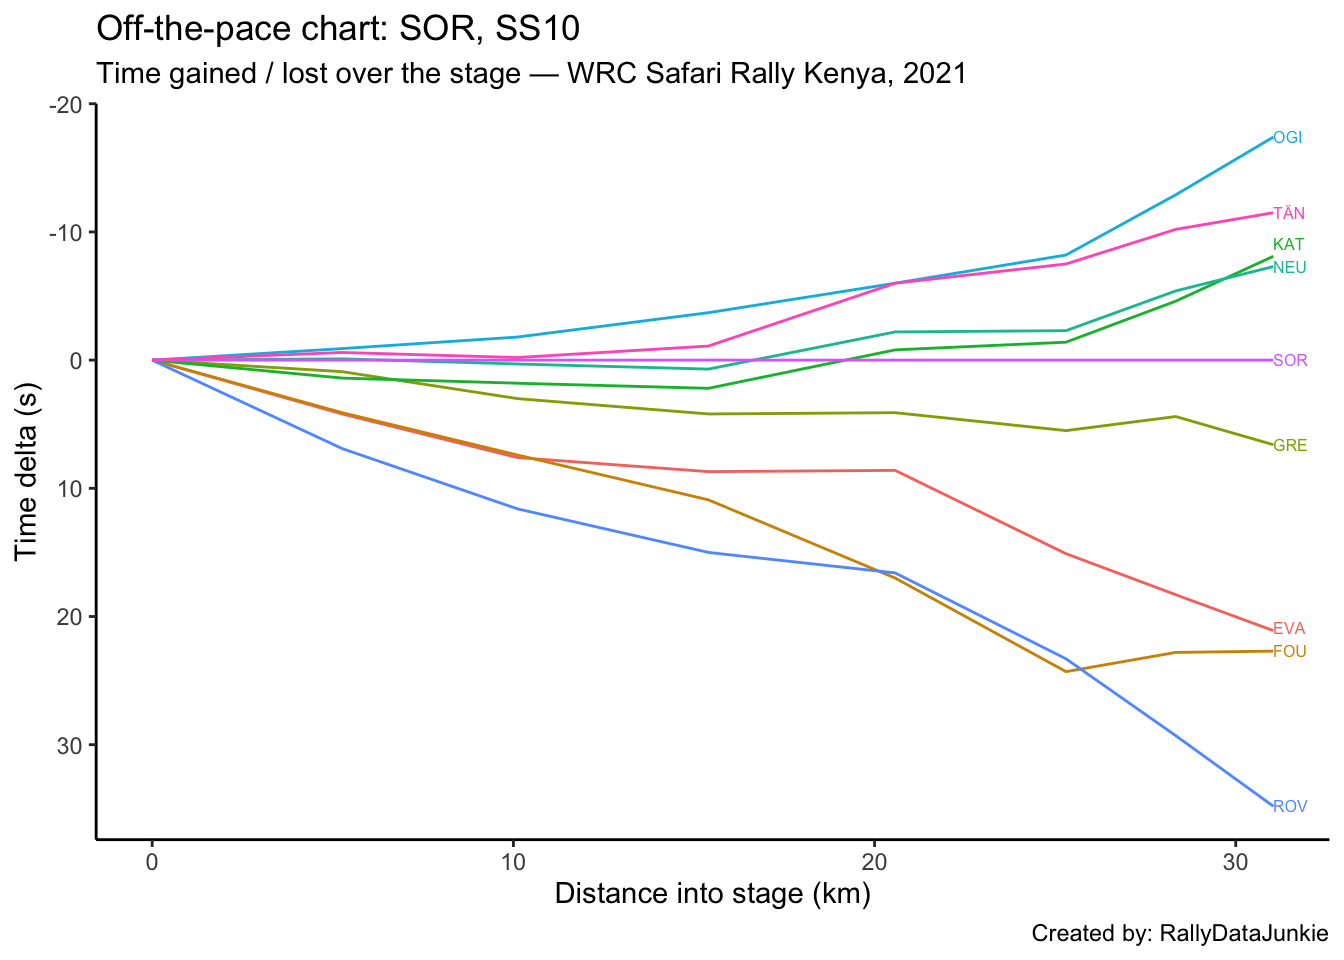 Off-the-pace chart: SOR, SS10
Time gained / lost over the stage — WRC Safari Rally Kenya, 2021
-20
-10
0
10
20
30
Time delta (s)
OGI
TÄN
KAT
NEU
SOR
GRE
EVA
FOU
ROV
0 10 20 30
Distance into stage (km)
Created by: RallyDataJunkie